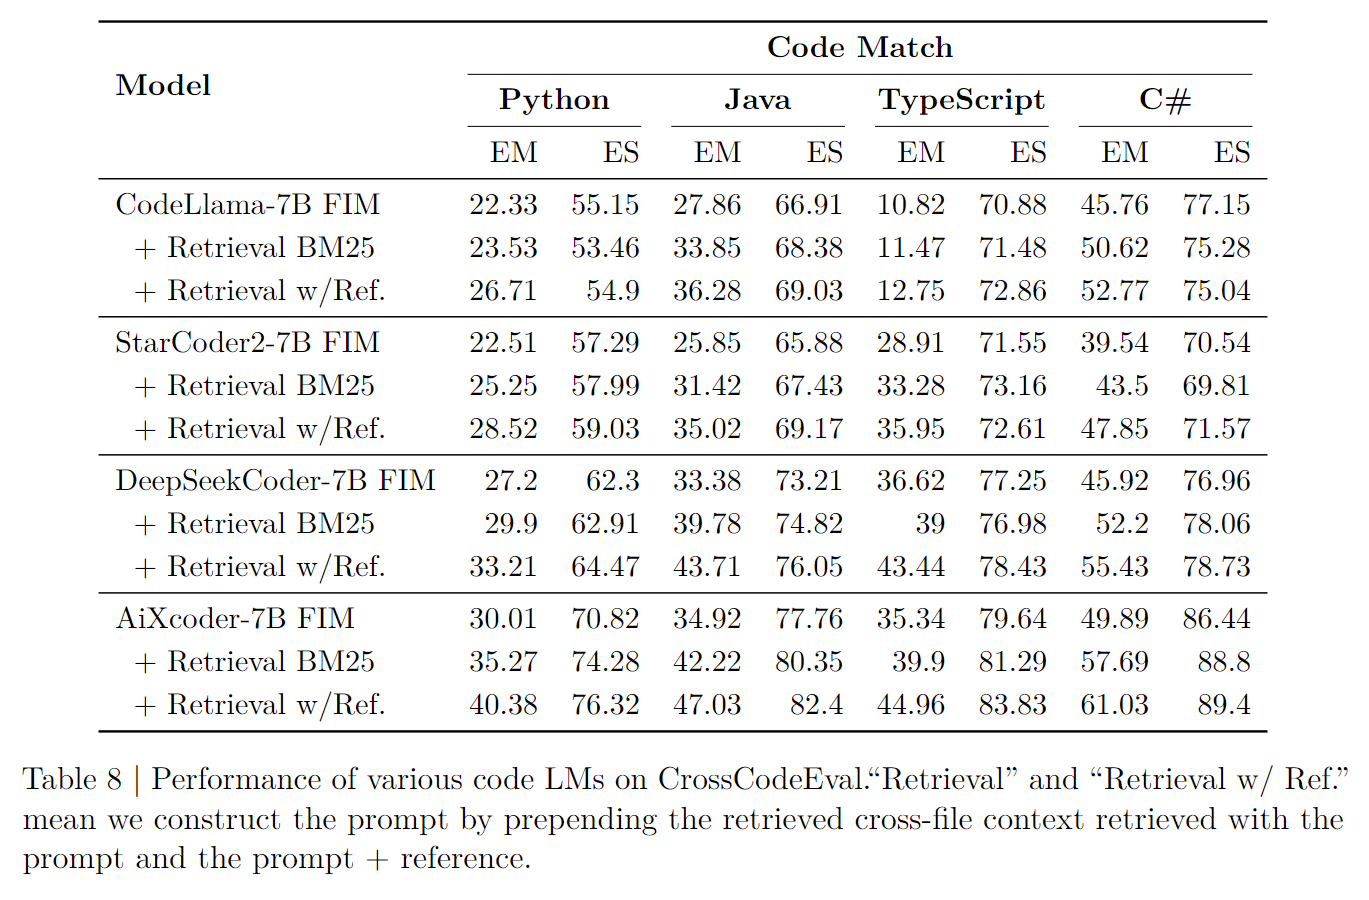 Code Match
Model
Python Java TypeScript C#
EM ES EM ES EM ES EM ES
CodeLlama-7B FIM 22.33 55.15 27.86 66.91 10.82 70.88 45.76 77.15
+ Retrieval BM25 23.53 53.46 33.85 68.38 11.47 71.48 50.62 75.28
+ Retrieval w/Ref. 26.71 54.9 36.28 69.03 12.75 72.86 52.77 75.04
StarCoder2-7B FIM 22.51 57.29 25.85 65.88 28.91 71.55 39.54 70.54
+ Retrieval BM25 25.25 57.99 31.42 67.43 33.28 73.16 43.5 69.81
+ Retrieval w/Ref. 28.52 59.03 35.02 69.17 35.95 72.61 47.85 71.57
DeepSeekCoder-7B FIM 27.2 62.3 33.38 73.21 36.62 77.25 45.92 76.96
+ Retrieval BM25 29.9 62.91 39.78 74.82 39 76.98 52.2 78.06
+ Retrieval w/Ref. 33.21 64.47 43.71 76.05 43.44 78.43 55.43 78.73
AiXcoder-7B FIM 30.01 70.82 34.92 77.76 35.34 79.64 49.89 86.44
+ Retrieval BM25 35.27 74.28 42.22 80.35 39.9 81.29 57.69 88.8
+ Retrieval w/Ref. 40.38 76.32 47.03 82.4 44.96 83.83 61.03 89.4
Table 8 | Performance of various code LMs on CrossCodeEval.“Retrieval” and “Retrieval w/ Ref.”
mean we construct the prompt by prepending the retrieved cross-file context retrieved with the
prompt and the prompt + reference.